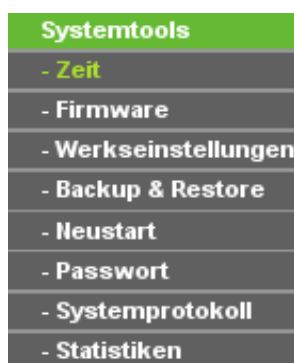 Systemtools
- Zeit
- Firmware
- Werkseinstellungen
- Backup & Restore
- Neustart
- Passwort
- Systemprotokoll
- Statistiken